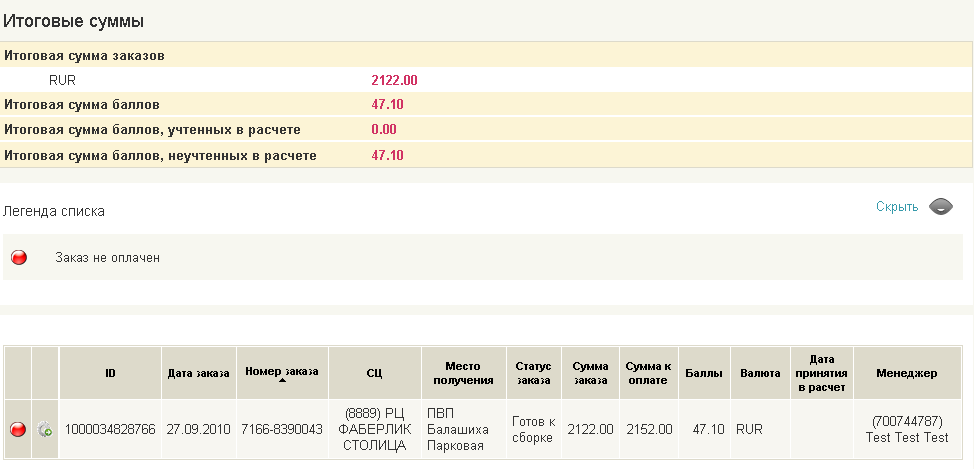 Итоговые суммы
Итоговая сумма заказов
RUR 2122.00
Итоговая сумма баллов 47.10
Итоговая сумма баллов, учтенных в расчете 0.00
Итоговая сумма баллов, неучтенных в расчете 47.10
Легенда списка
Скрыть
Заказ не оплачен
ID
Дата заказа
Номер заказа
СЦ
Место
получения
Статус
заказа
Сумма
заказа
Сумма к
оплате
Баллы
Валюта
Дата
принятия
в расчет
Менеджер
1000034828766
27.09.2010
7166-8390043
(8889) РЦ
ФАБЕРЛИК
СТОЛИЦА
ПВП
Балашиха
Парковая
Готов к
сборке
2122.00
2152.00
47.10
RUR
(700744787)
Test Test Test